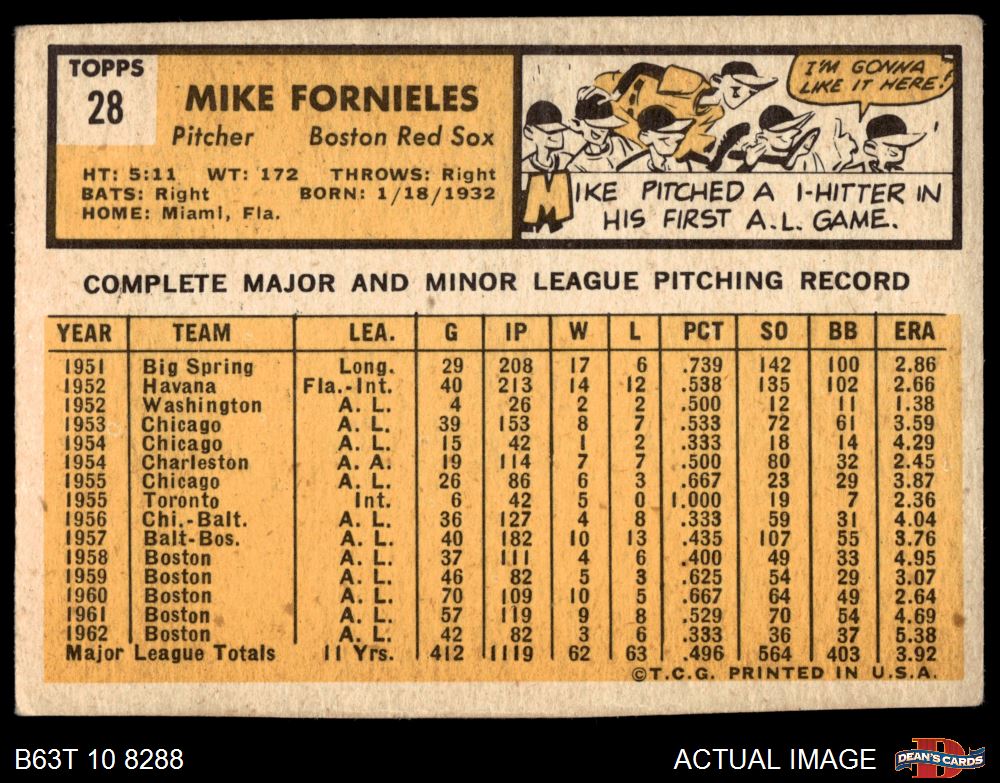 TOPPS
28
MIKE FORNIELES
Pitcher Boston Red Sox
HT: 5:11 WT: 172 THROWS: Right
BATS: Right BORN: 1/18/1932
HOME: Miami, Fla.
I'M GONNA
LIKE IT HERE!
MIKE PITCHED A 1-HITTER IN
HIS FIRST A.L. GAME.
COMPLETE MAJOR AND MINOR LEAGUE PITCHING RECORD
YEAR TEAM LEA. G IP W L PCT SO BB ERA
1951 Big Spring Long. 29 208 17 6 .739 142 100 2.86
1952 Havana Fla.-Int. 40 213 14 12 .538 135 102 2.66
1952 Washington A. L. 4 26 2 2 .500 12 11 1.38
1953 Chicago A. L. 39 153 8 7 .533 72 61 3.59
1954 Chicago A. L. 15 42 1 2 .333 18 14 4.29
1954 Charleston A. A. 19 114 7 7 .500 80 32 2.45
1955 Chicago A. L. 26 86 6 3 .667 23 29 3.87
1955 Toronto Int. 6 42 5 0 1.000 19 7 2.36
1956 Chi.-Balt. A. L. 36 127 4 8 .333 59 31 4.04
1957 Balt-Bos. A. L. 40 182 10 13 .435 107 55 3.76
1958 Boston A. L. 37 111 4 6 .400 49 33 4.95
1959 Boston A. L. 46 82 5 3 .625 54 29 3.07
1960 Boston A. L. 70 109 10 5 .667 64 49 2.64
1961 Boston A. L. 57 119 9 8 .529 70 54 4.69
1962 Boston A. L. 42 82 3 6 .333 36 37 5.38
Major League Totals 11 Yrs. 412 1119 62 63 .496 564 403 3.92
©T.C.G. PRINTED IN U.S.A.
B63T 10 8288 ACTUAL IMAGE D DEAN'S CARDS